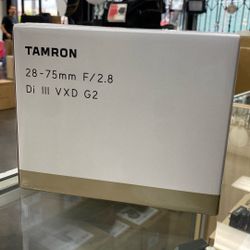 TAMRON
28-75mm F/2.8
Di III VXD G2